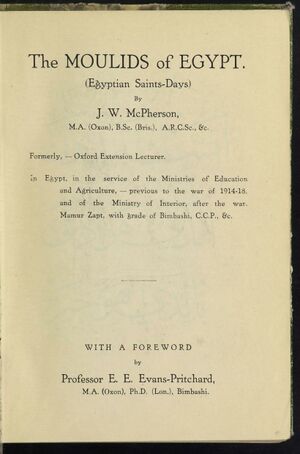 The MOULIDS of EGYPT.
(Egyptian Saints-Days)
By
J. W. McPherson,
M.A. (Oxon), B.Sc. (Bris.), A.R.C.Sc., &c.
Formerly, — Oxford Extension Lecturer.
In Egypt, in the service of the Ministries of Education
and Agriculture, — previous to the war of 1914-18,
and of the Ministry of Interior, after the war.
Mamur Zapt, with grade of Bimbashi, C.C.P., &c.
WITH A FOREWORD
by
Professor E. E. Evans-Pritchard,
M.A. (Oxon), Ph.D. (Lon.), Bimbashi.